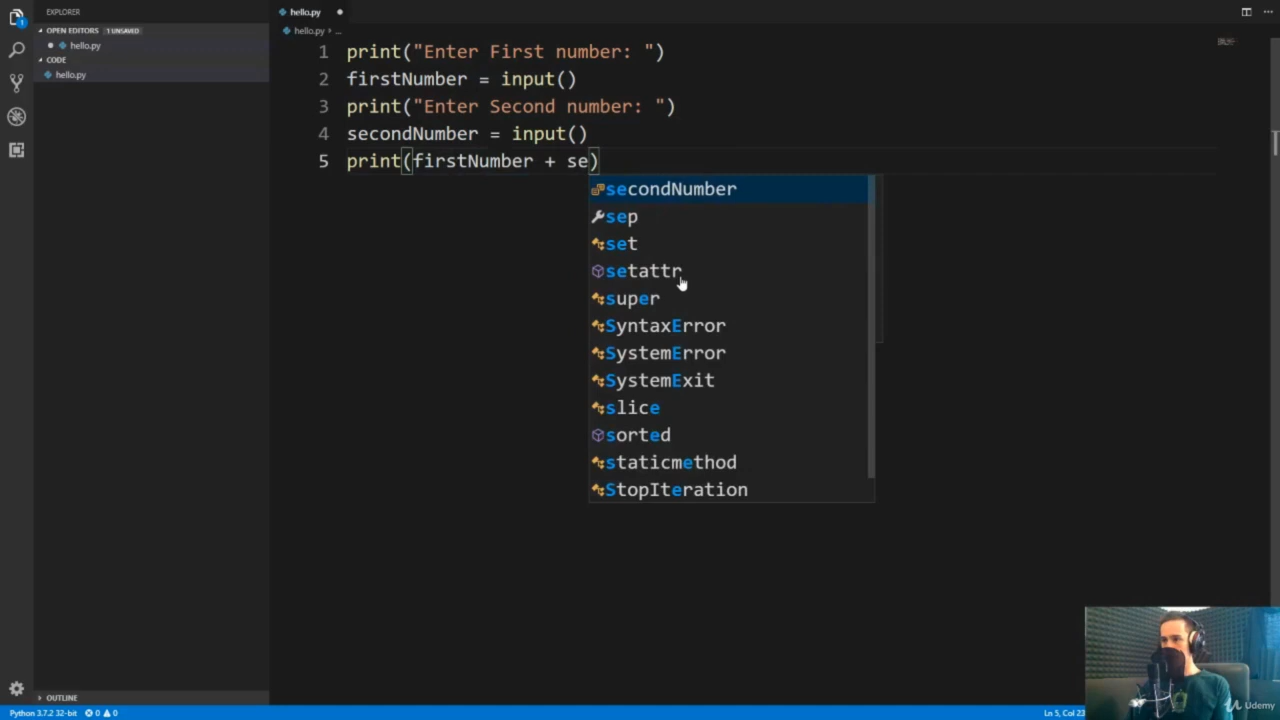 EXPLORER
OPEN EDITORS 1 UNSAVED
hello.py
CODE
hello.py
OUTLINE
hello.py
hello.py › ...
1 print("Enter First number: ")
2 firstNumber = input()
3 print("Enter Second number: ")
4 secondNumber = input()
5 print(firstNumber + se)
secondNumber
sep
set
setattr
super
SyntaxError
SystemError
SystemExit
slice
sorted
staticmethod
StopIteration
1
Python 3.7.2 32-bit 0 0
Ln 5, Col 23
Udemy